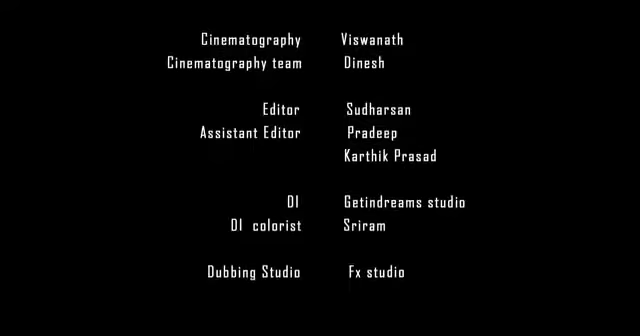 Cinematography Viswanath
Cinematography team Dinesh
Editor Sudharsan
Assistant Editor Pradeep
Karthik Prasad
DI Getindreams studio
DI colorist Sriram
Dubbing Studio Fx studio